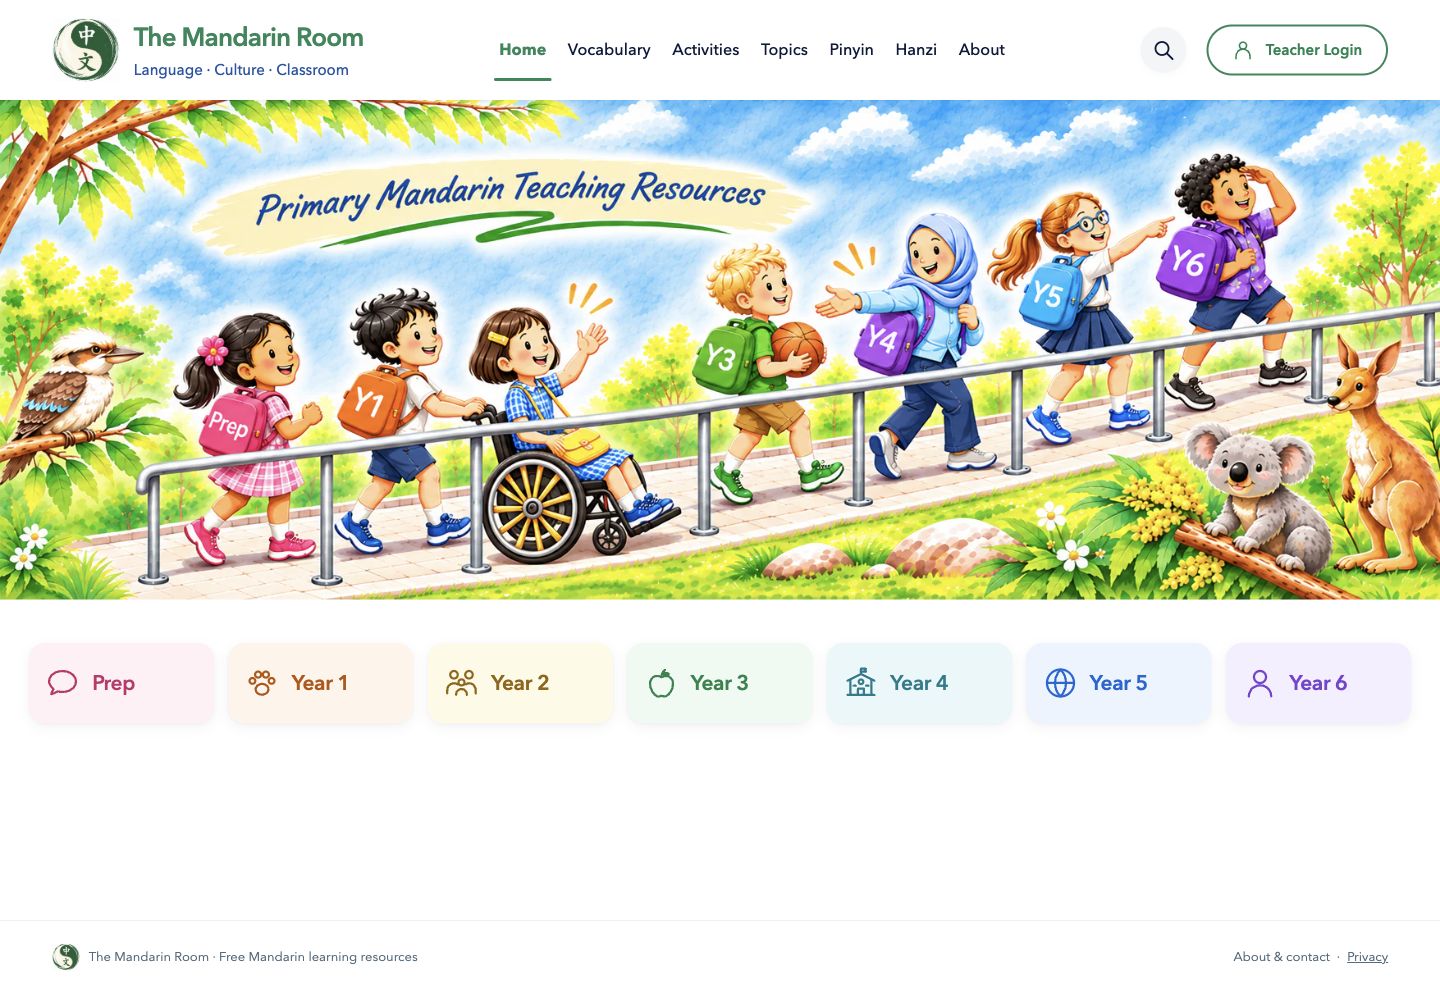 中
文
The Mandarin Room
Language · Culture · Classroom
Home Vocabulary Activities Topics Pinyin Hanzi About
Teacher Login
Primary Mandarin Teaching Resources
Prep
Y1
Y3
Y4
Y5
Y6
Prep
Year 1
Year 2
Year 3
Year 4
Year 5
Year 6
中
文
The Mandarin Room · Free Mandarin learning resources
About & contact · Privacy